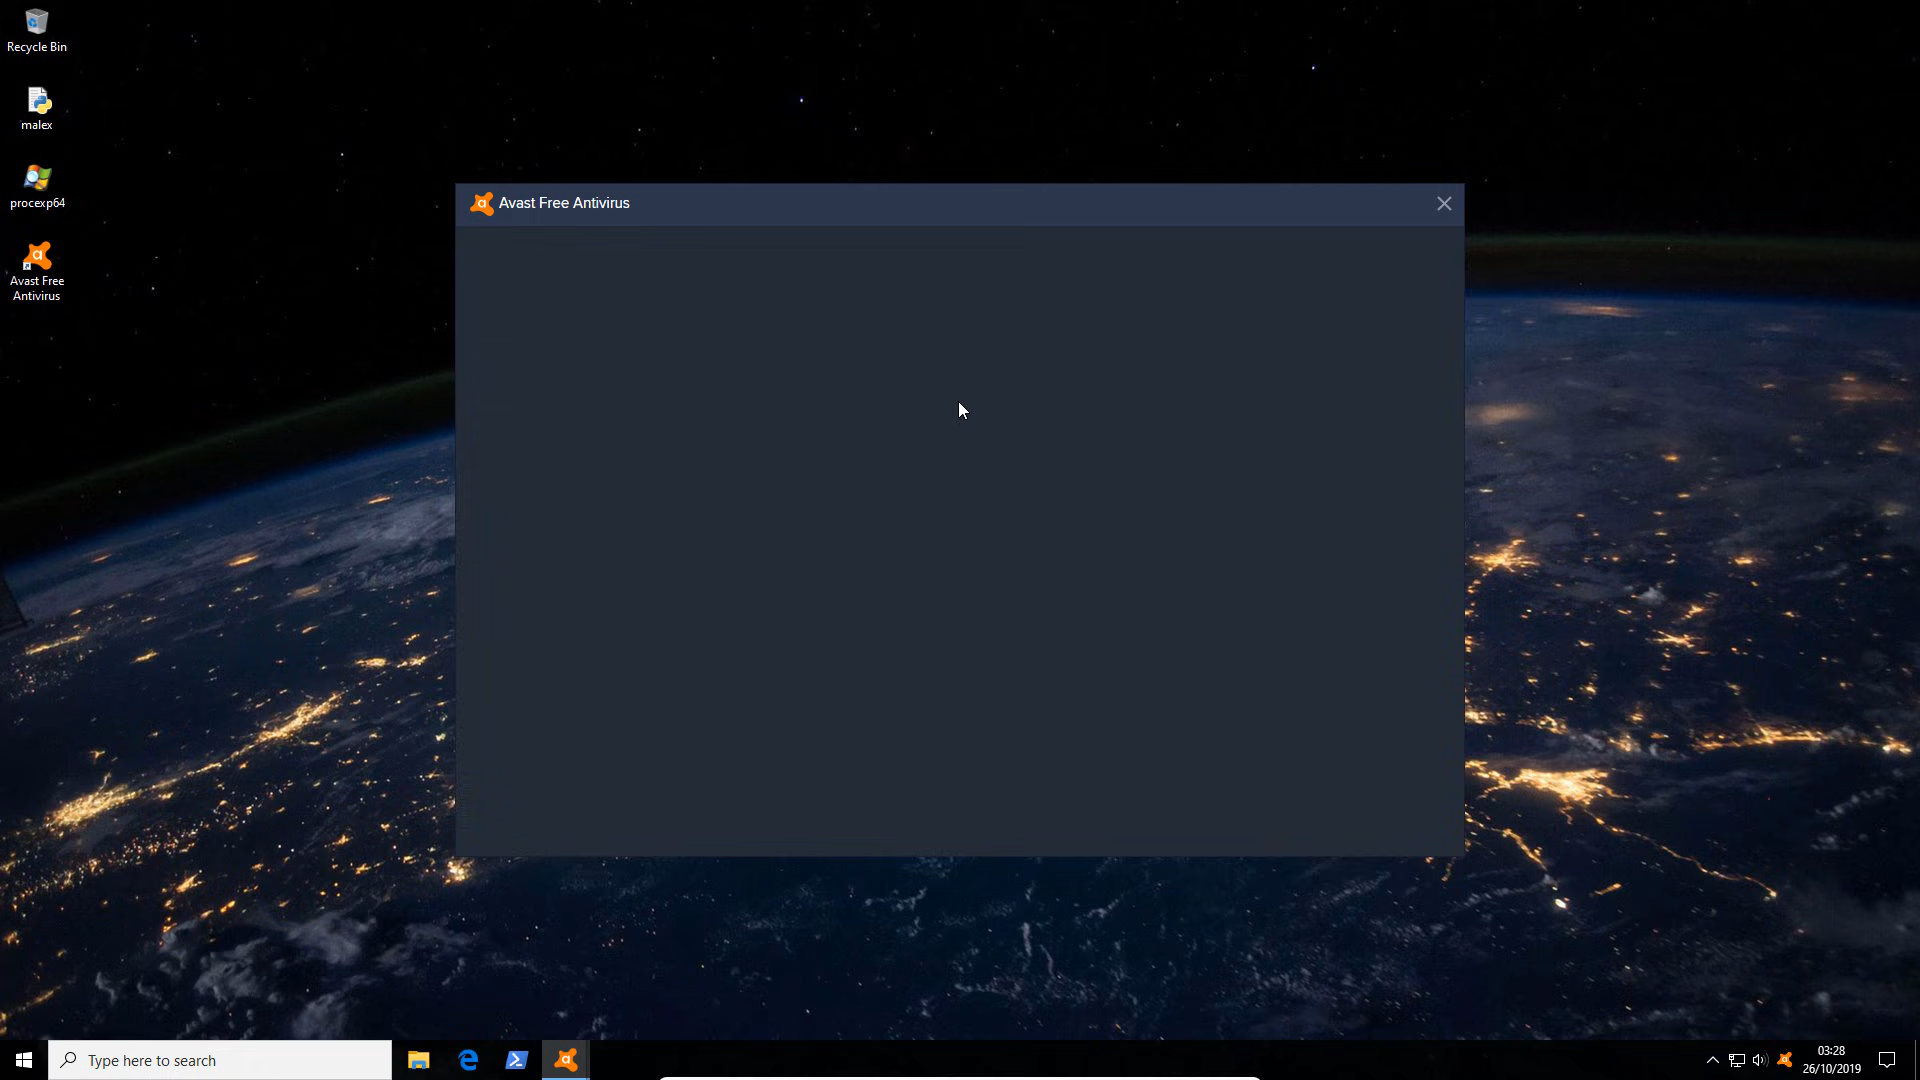 Recycle Bin
malex
procexp64
Avast Free
Antivirus
Avast Free Antivirus
Type here to search
03:28
26/10/2019